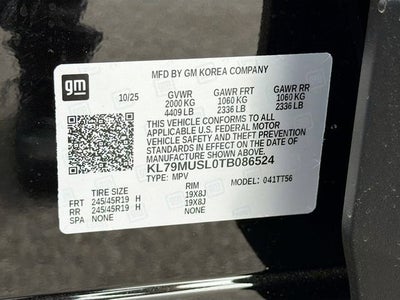 gm
MFD BY GM KOREA COMPANY
10/25 GVWR GAWR FRT GAWR RR
2000 KG 1060 KG 1060 KG
4409 LB 2336 LB 2336 LB
THIS VEHICLE CONFORMS TO ALL
APPLICABLE U.S. FEDERAL MOTOR
VEHICLE SAFETY AND THEFT PREVENTION
STANDARDS IN EFFECT ON THE DATE OF
MANUFACTURE SHOWN ABOVE.
KL79MUSL0TB086524
TYPE: MPV MODEL: 041TT56
TIRE SIZE RIM
FRT 245/45R19 H 19X8J
RR 245/45R19 H 19X8J
SPA NONE NONE